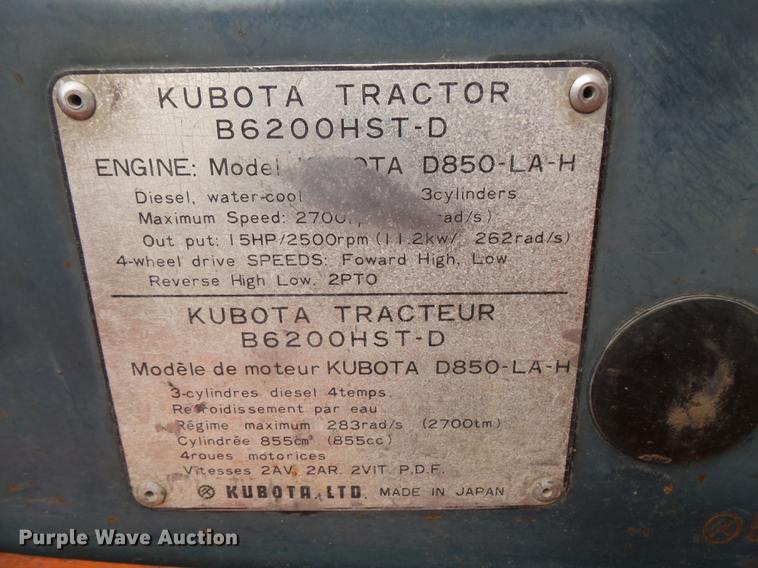 KUBOTA TRACTOR
B6200HST-D
ENGINE: Model OTA D850-LA-H
Diesel, water-cool 3cylinders
Maximum Speed: 2700 rad/s)
Out put: 15HP/2500rpm (11.2kw/ 262rad/s)
4-wheel drive SPEEDS: Foward High, Low
Reverse High Low. 2PTO
KUBOTA TRACTEUR
B6200HST-D
Modèle de moteur KUBOTA D850-LA-H
3-cylindres diesel 4temps.
Refroidissement par eau
Régime maximum 283rad/s (2700tm)
Cylindrée 855cm³ (855cc)
4roues motorices
Vitesses 2AV. 2AR. 2VIT. P.D.F.
KUBOTA, LTD. MADE IN JAPAN
Purple Wave Auction